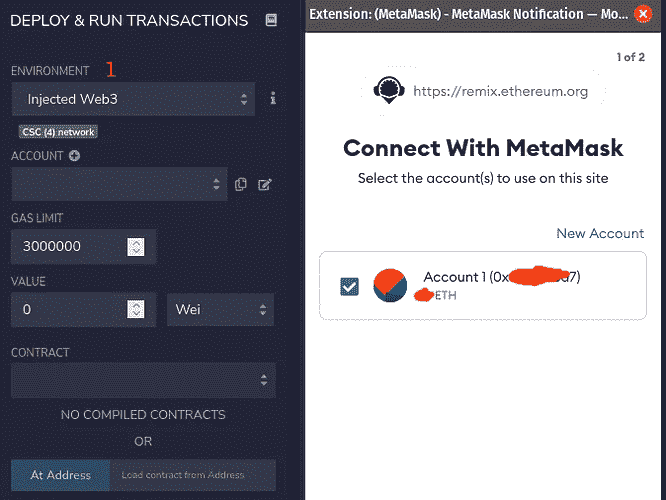 DEPLOY & RUN TRANSACTIONS
ENVIRONMENT 1
Injected Web3
i
CSC (4) network
ACCOUNT
GAS LIMIT
3000000
VALUE
0 Wei
CONTRACT
NO COMPILED CONTRACTS
OR
At Address Load contract from Address
Extension: (MetaMask) - MetaMask Notification — Mo...
1 of 2
https://remix.ethereum.org
Connect With MetaMask
Select the account(s) to use on this site
New Account
Account 1 (0x d7)
ETH